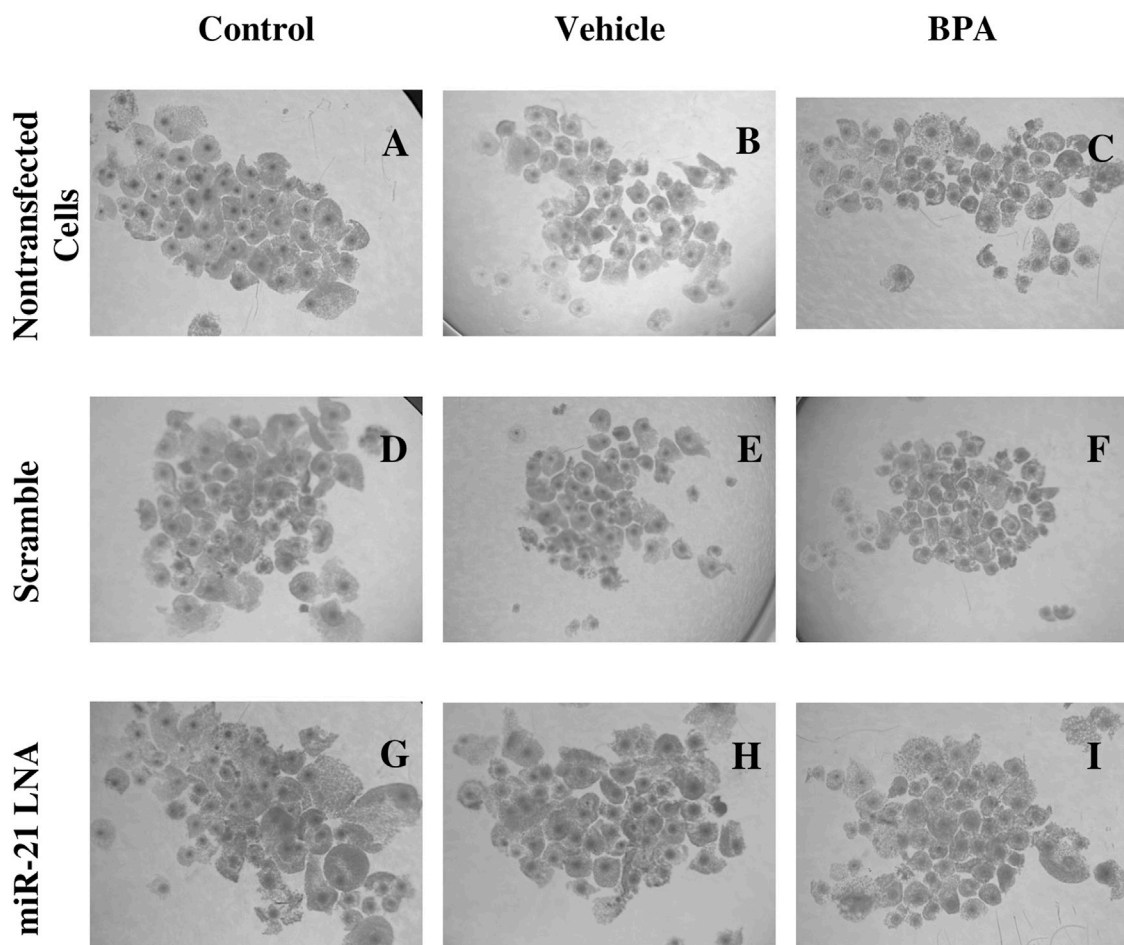 Control Vehicle BPA
Nontransfected
Cells
A B C
Scramble
D E F
miR-21 LNA
G H I